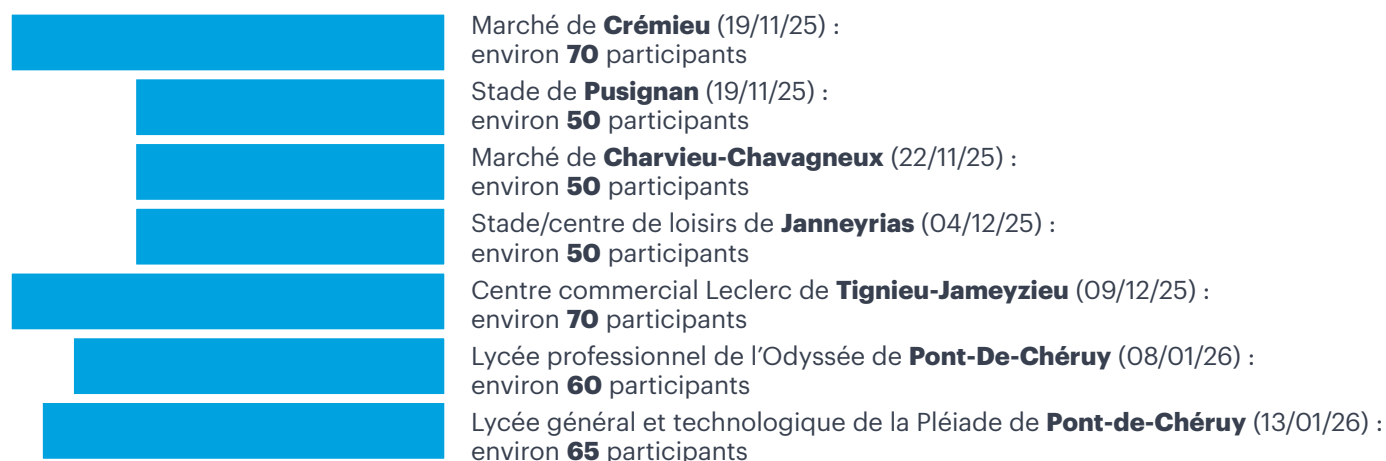 Marché de Crémieu (19/11/25) :
environ 70 participants
Stade de Pusignan (19/11/25) :
environ 50 participants
Marché de Charvieu-Chavagneux (22/11/25) :
environ 50 participants
Stade/centre de loisirs de Janneyrias (04/12/25) :
environ 50 participants
Centre commercial Leclerc de Tignieu-Jameyzieu (09/12/25) :
environ 70 participants
Lycée professionnel de l’Odyssée de Pont-De-Chéruy (08/01/26) :
environ 60 participants
Lycée général et technologique de la Pléiade de Pont-de-Chéruy (13/01/26) :
environ 65 participants